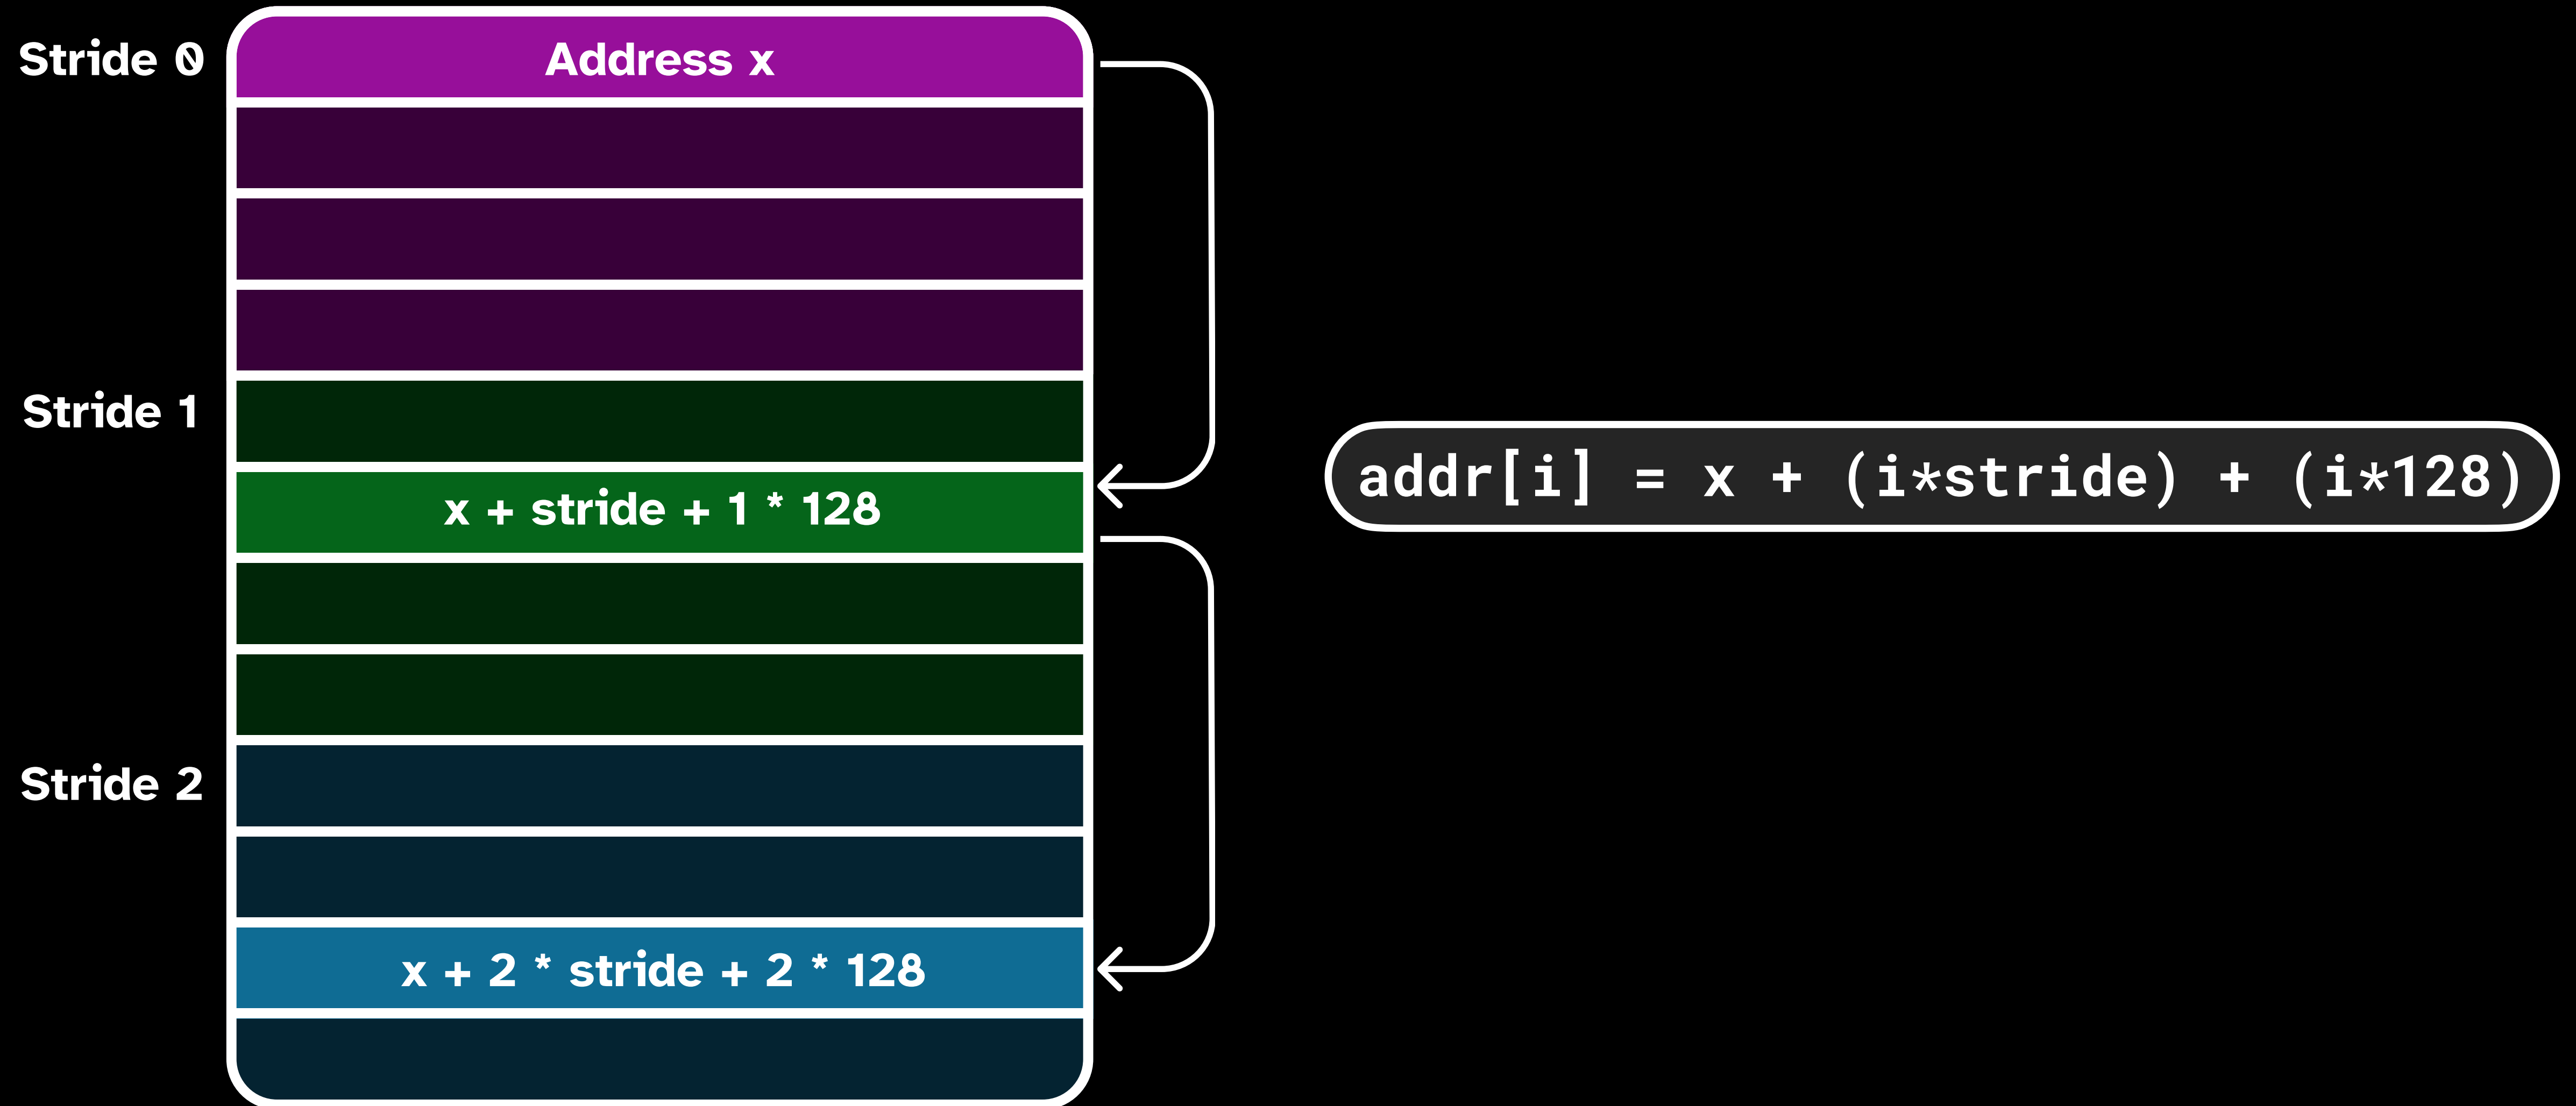 Stride 0
Address x
Stride 1
x + stride + 1 * 128
addr[i] = x + (i*stride) + (i*128)
Stride 2
x + 2 * stride + 2 * 128